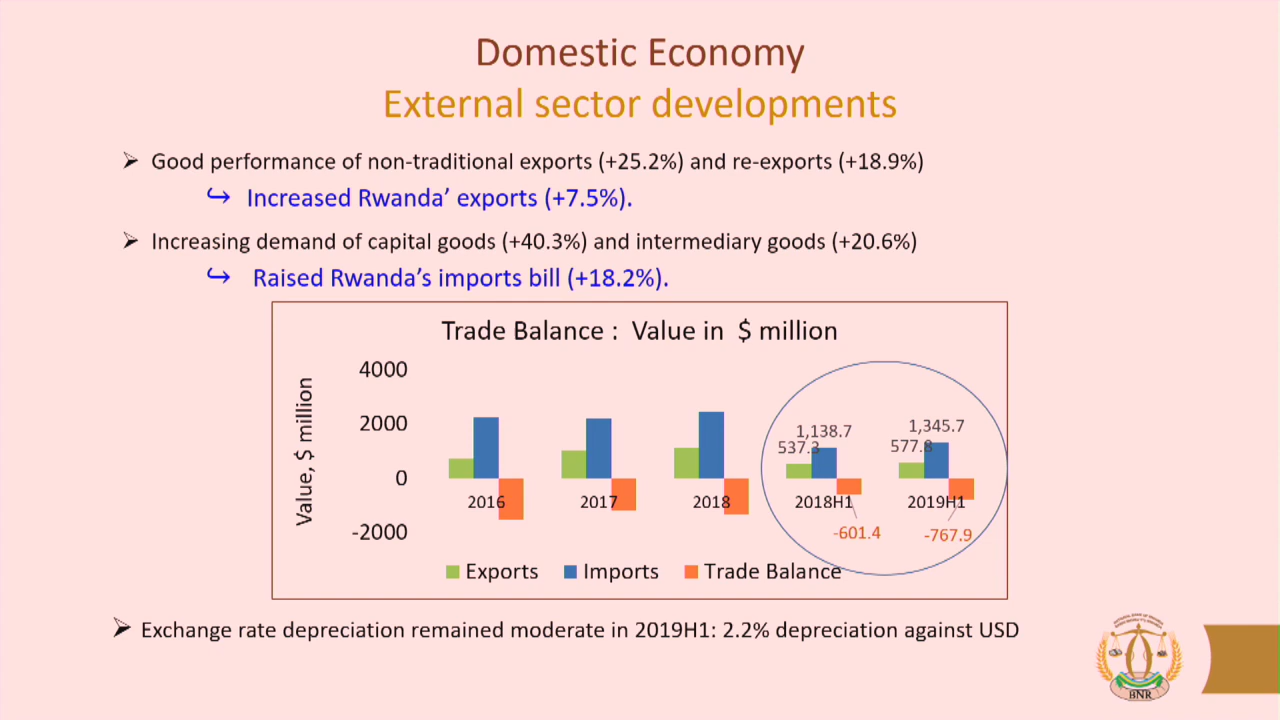 Domestic Economy
External sector developments
➢ Good performance of non-traditional exports (+25.2%) and re-exports (+18.9%)
↪ Increased Rwanda’ exports (+7.5%).
➢ Increasing demand of capital goods (+40.3%) and intermediary goods (+20.6%)
↪ Raised Rwanda’s imports bill (+18.2%).
Trade Balance : Value in $ million
Value, $ million
4000
2000
0
-2000
1,138.7
537.3
1,345.7
577.8
2016 2017 2018 2018H1 2019H1
-601.4
-767.9
Exports Imports Trade Balance
➢ Exchange rate depreciation remained moderate in 2019H1: 2.2% depreciation against USD
BNR